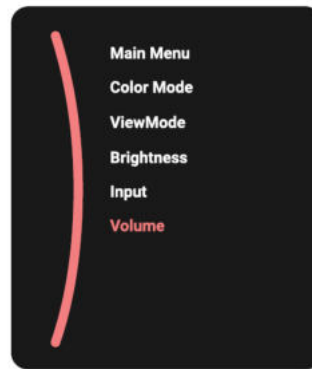 Main Menu
Color Mode
ViewMode
Brightness
Input
Volume